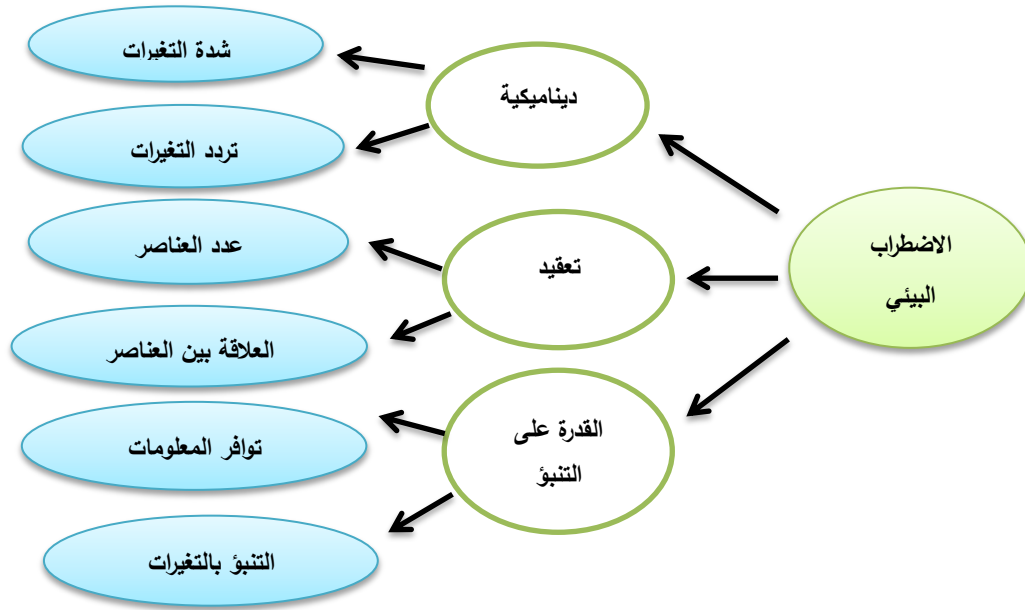 الاضطراب
البيئي
ديناميكية
شدة التغيرات
تردد التغيرات
تعقيد
عدد العناصر
العلاقة بين العناصر
القدرة على
التنبؤ
توافر المعلومات
التنبؤ بالتغيرات